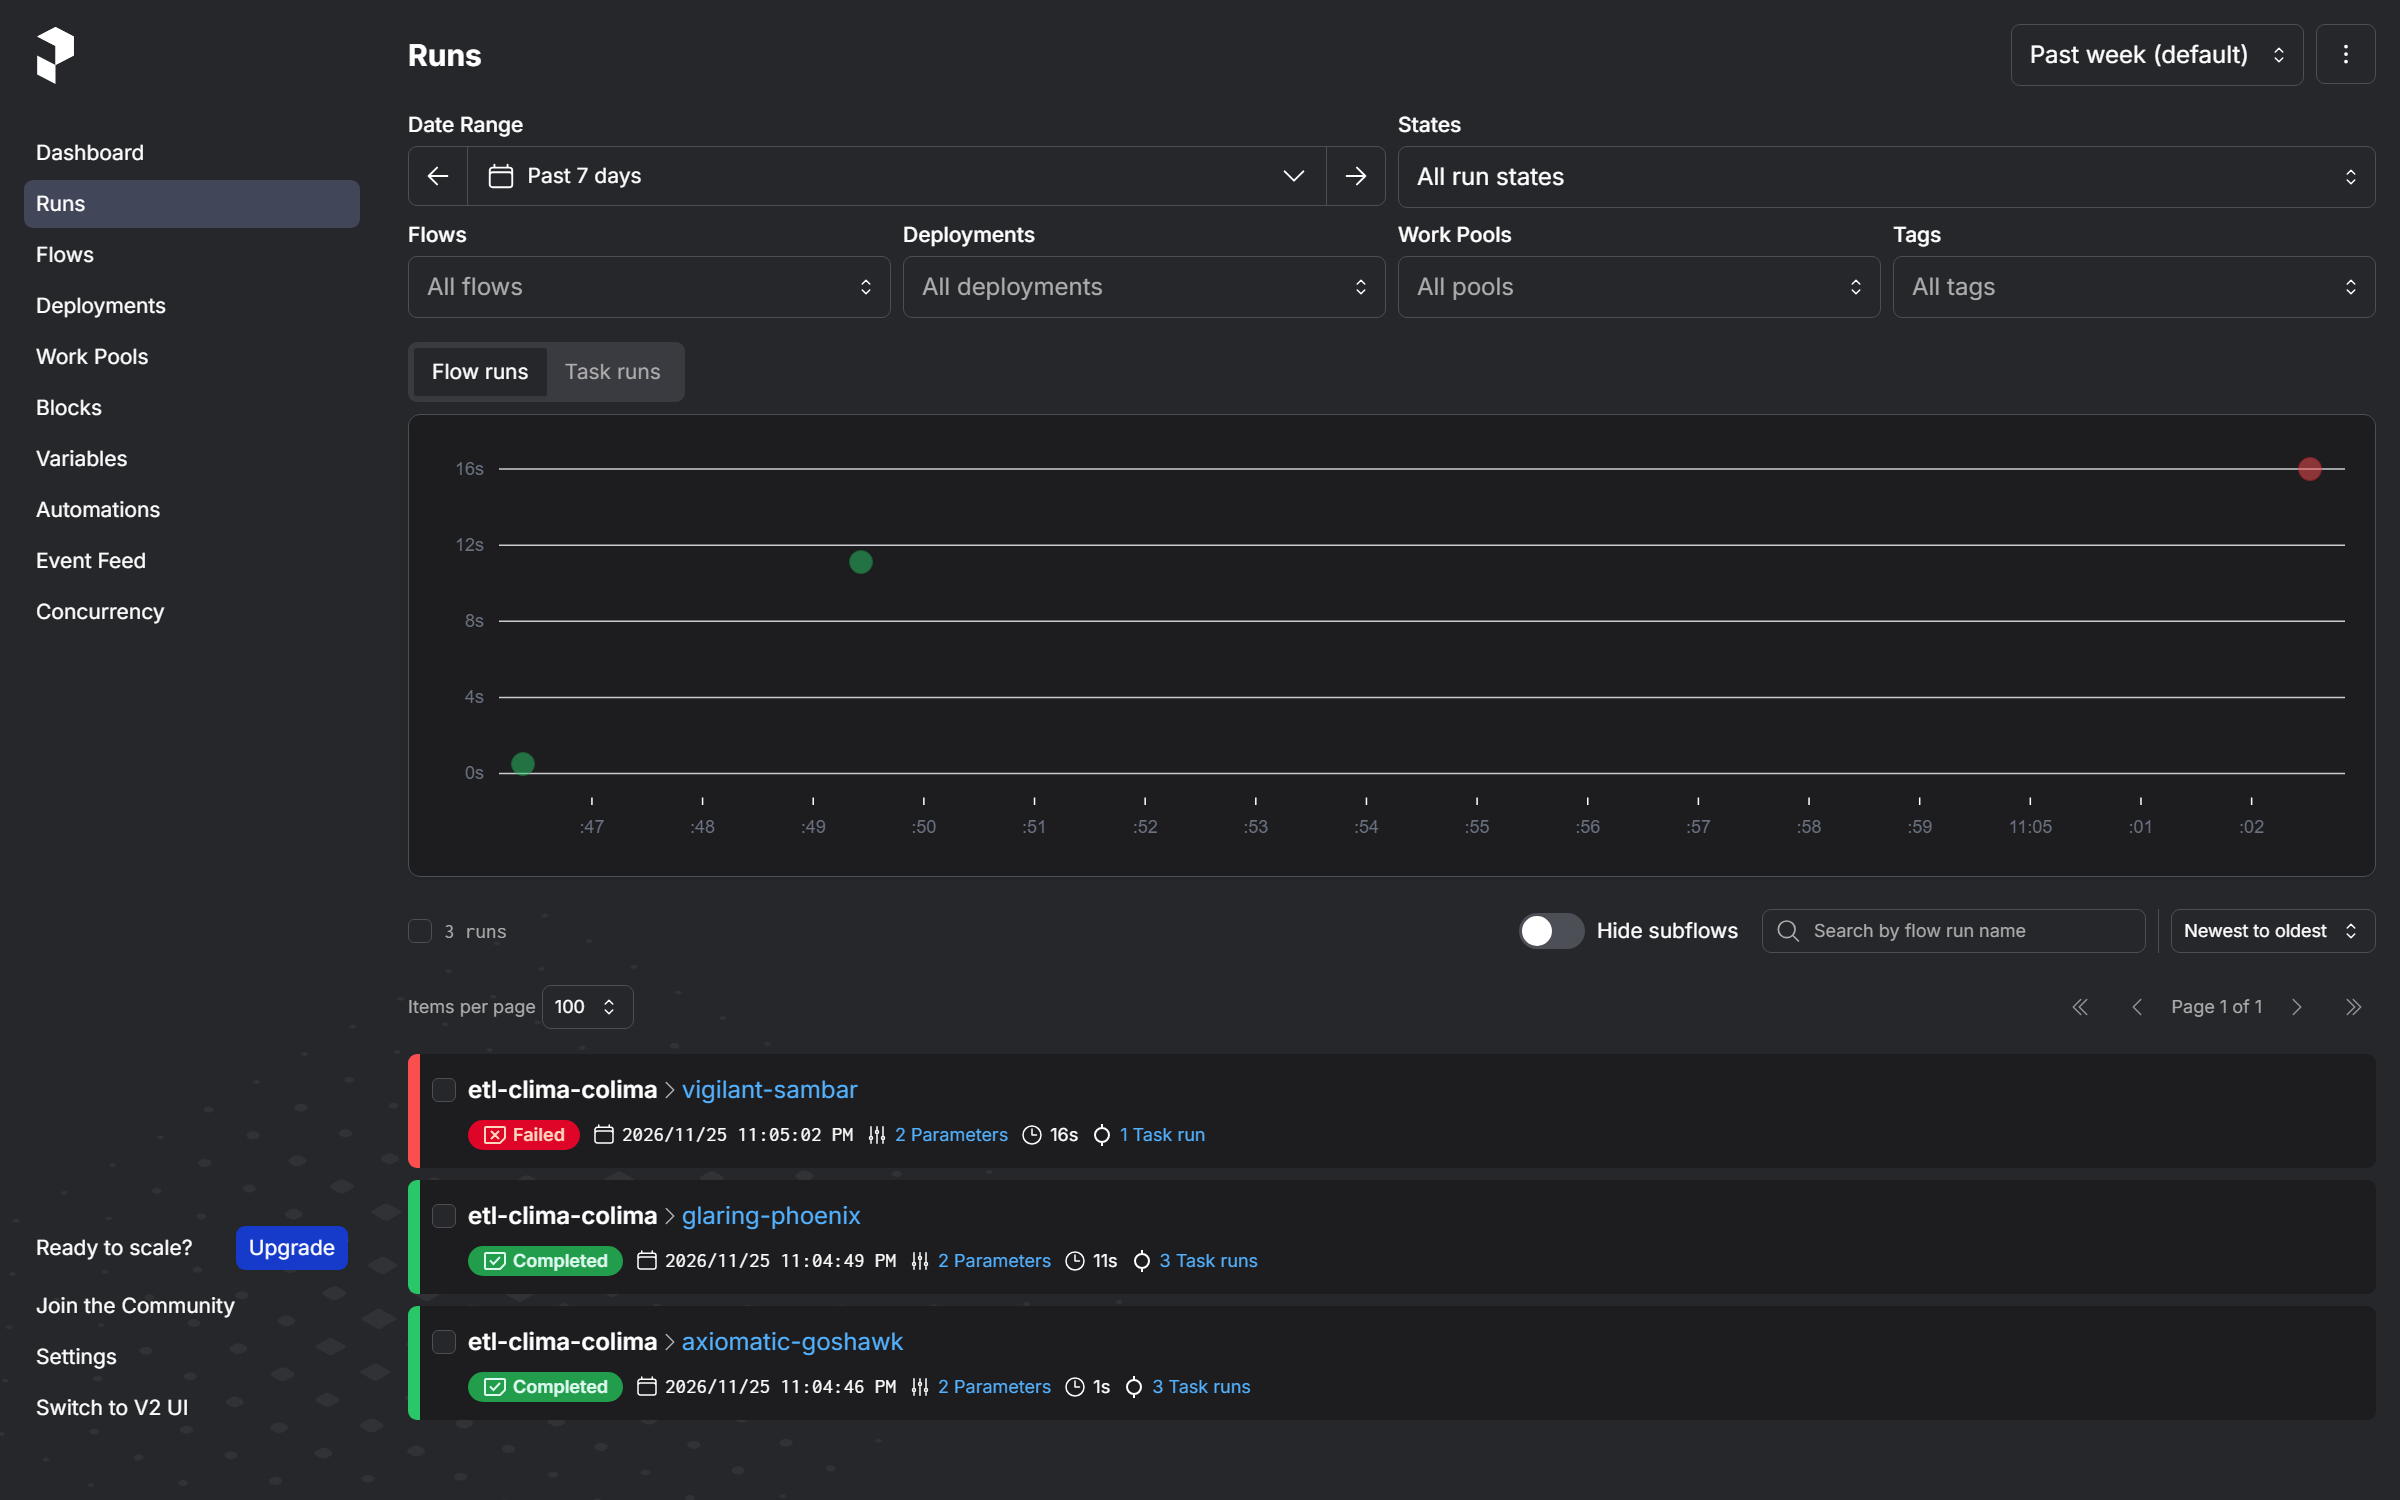 Runs
Past week (default)
Dashboard
Runs
Flows
Deployments
Work Pools
Blocks
Variables
Automations
Event Feed
Concurrency
Ready to scale? Upgrade
Join the Community
Settings
Switch to V2 UI
Date Range
Past 7 days
States
All run states
Flows
All flows
Deployments
All deployments
Work Pools
All pools
Tags
All tags
Flow runs Task runs
16s
12s
8s
4s
0s
:47 :48 :49 :50 :51 :52 :53 :54 :55 :56 :57 :58 :59 11:05 :01 :02
3 runs
Hide subflows
Search by flow run name
Newest to oldest
Items per page 100
Page 1 of 1
etl-clima-colima vigilant-sambar
Failed 2026/11/25 11:05:02 PM 2 Parameters 16s 1 Task run
etl-clima-colima glaring-phoenix
Completed 2026/11/25 11:04:49 PM 2 Parameters 11s 3 Task runs
etl-clima-colima axiomatic-goshawk
Completed 2026/11/25 11:04:46 PM 2 Parameters 1s 3 Task runs